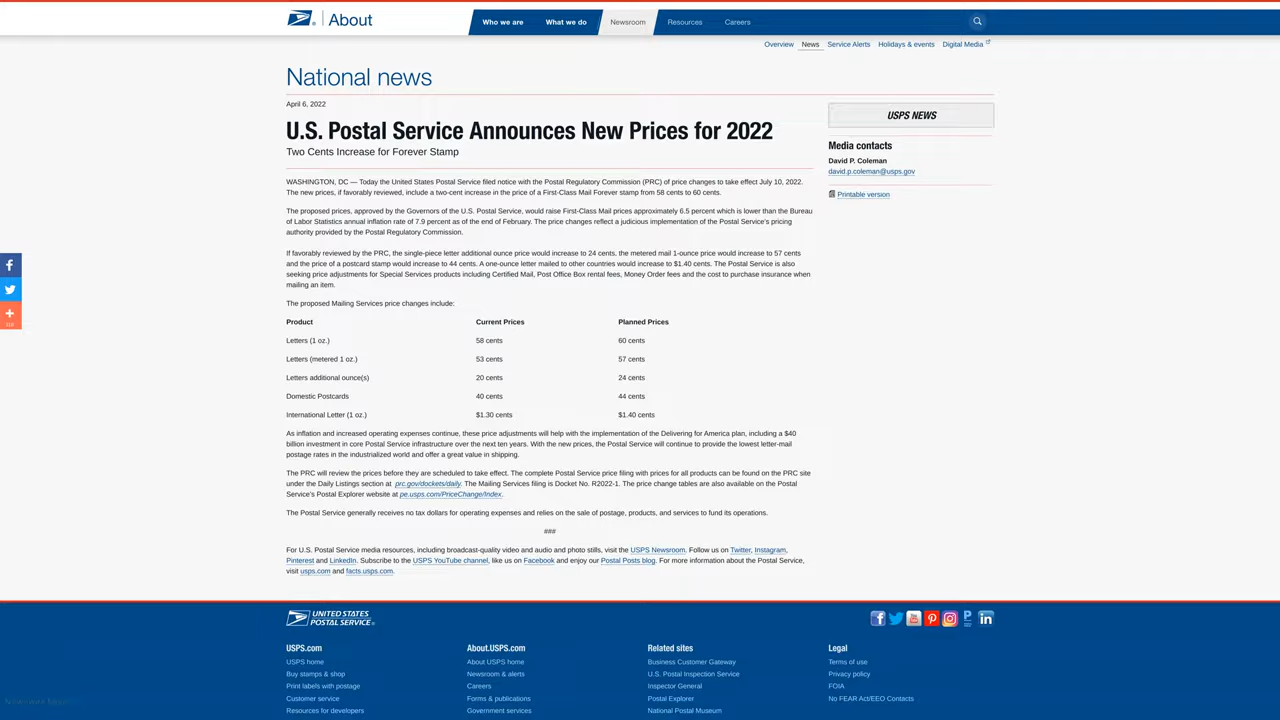 About
Who we are What we do Newsroom Resources Careers
Overview News Service Alerts Holidays & events Digital Media
National news
April 6, 2022
U.S. Postal Service Announces New Prices for 2022
Two Cents Increase for Forever Stamp
USPS NEWS
Media contacts
David P. Coleman
david.p.coleman@usps.gov
Printable version
WASHINGTON, DC — Today the United States Postal Service filed notice with the Postal Regulatory Commission (PRC) of price changes to take effect July 10, 2022.
The new prices, if favorably reviewed, include a two-cent increase in the price of a First-Class Mail Forever stamp from 58 cents to 60 cents.
The proposed prices, approved by the Governors of the U.S. Postal Service, would raise First-Class Mail prices approximately 6.5 percent which is lower than the Bureau
of Labor Statistics annual inflation rate of 7.9 percent as of the end of February. The price changes reflect a judicious implementation of the Postal Service's pricing
authority provided by the Postal Regulatory Commission.
If favorably reviewed by the PRC, the single-piece letter additional ounce price would increase to 24 cents, the metered mail 1-ounce price would increase to 57 cents
and the price of a postcard stamp would increase to 44 cents. A one-ounce letter mailed to other countries would increase to $1.40 cents. The Postal Service is also
seeking price adjustments for Special Services products including Certified Mail, Post Office Box rental fees, Money Order fees and the cost to purchase insurance when
mailing an item.
The proposed Mailing Services price changes include:
Product Current Prices Planned Prices
Letters (1 oz.) 58 cents 60 cents
Letters (metered 1 oz.) 53 cents 57 cents
Letters additional ounce(s) 20 cents 24 cents
Domestic Postcards 40 cents 44 cents
International Letter (1 oz.) $1.30 cents $1.40 cents
As inflation and increased operating expenses continue, these price adjustments will help with the implementation of the Delivering for America plan, including a $40
billion investment in core Postal Service infrastructure over the next ten years. With the new prices, the Postal Service will continue to provide the lowest letter-mail
postage rates in the industrialized world and offer a great value in shipping.
The PRC will review the prices before they are scheduled to take effect. The complete Postal Service price filing with prices for all products can be found on the PRC site
under the Daily Listings section at prc.gov/dockets/daily. The Mailing Services filing is Docket No. R2022-1. The price change tables are also available on the Postal
Service's Postal Explorer website at pe.usps.com/PriceChange/Index.
The Postal Service generally receives no tax dollars for operating expenses and relies on the sale of postage, products, and services to fund its operations.
###
For U.S. Postal Service media resources, including broadcast-quality video and audio and photo stills, visit the USPS Newsroom. Follow us on Twitter, Instagram,
Pinterest and LinkedIn. Subscribe to the USPS YouTube channel, like us on Facebook and enjoy our Postal Posts blog. For more information about the Postal Service,
visit usps.com and facts.usps.com.
UNITED STATES
POSTAL SERVICE
USPS.com About.USPS.com Related sites Legal
USPS home About USPS home Business Customer Gateway Terms of use
Buy stamps & shop Newsroom & alerts U.S. Postal Inspection Service Privacy policy
Print labels with postage Careers Inspector General FOIA
Customer service Forms & publications Postal Explorer No FEAR Act/EEO Contacts
Resources for developers Government services National Postal Museum